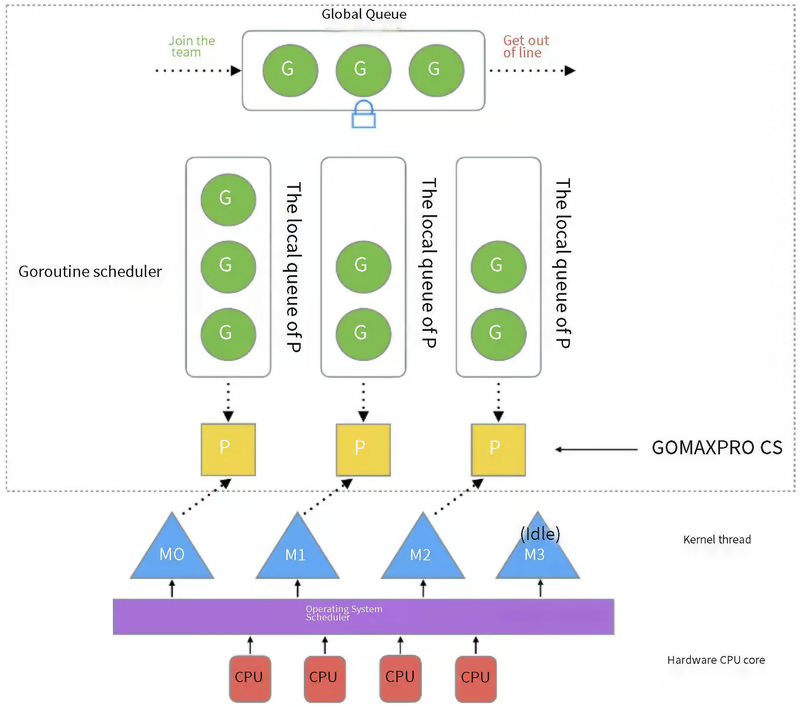 Global Queue
Join the
team
Get out
of line
G G G
G
G G G
G G G
The local queue of P
The local queue of P
The local queue of P
Goroutine scheduler
P P P
GOMAXPRO CS
(Idle)
MO M1 M2 M3
Kernel thread
Operating System
Scheduler
Hardware CPU core
CPU CPU CPU CPU